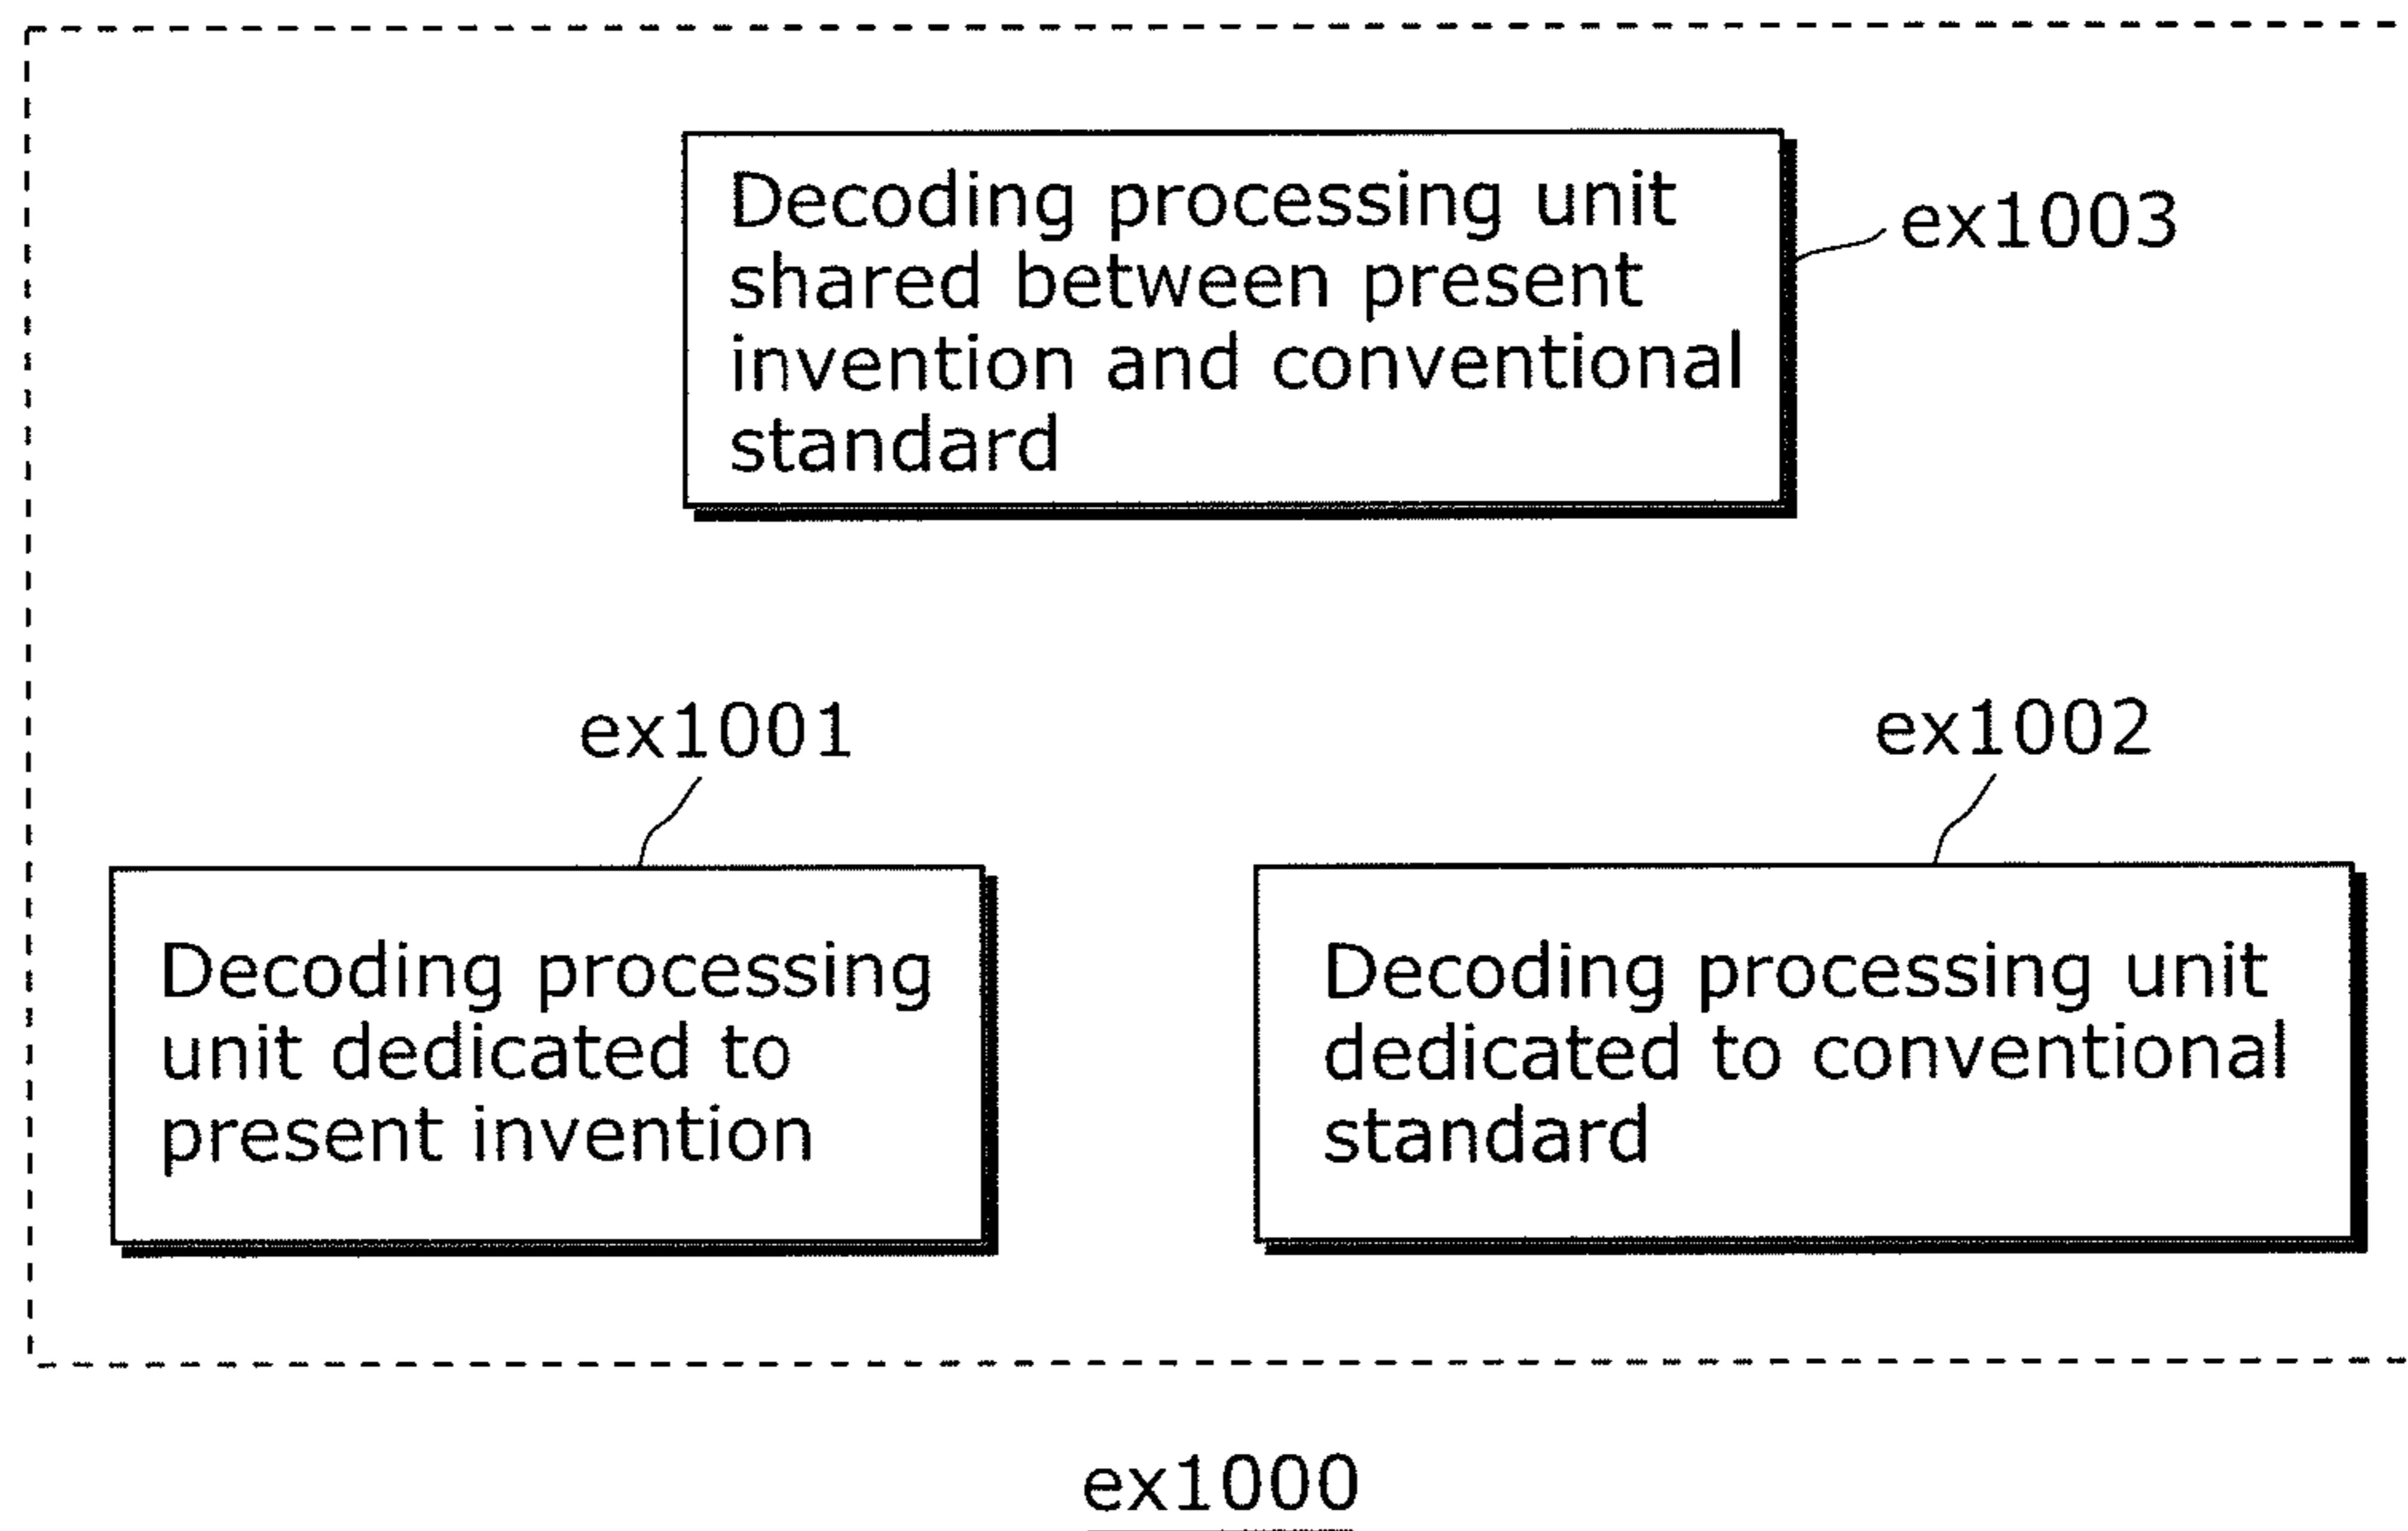 Decoding processing unit
shared between present
invention and conventional
standard
ex1003
ex1001
ex1002
Decoding processing
unit dedicated to
present invention
Decoding processing unit
dedicated to conventional
standard
ex1000